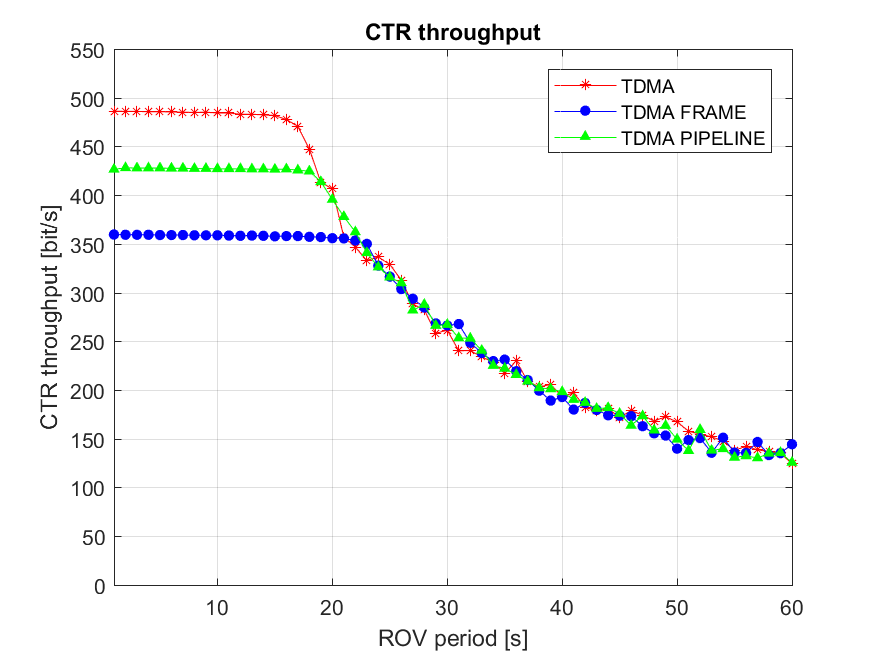 CTR throughput
TDMA
TDMA FRAME
TDMA PIPELINE
CTR throughput [bit/s]
550
500
450
400
350
300
250
200
150
100
50
0
10 20 30 40 50 60
ROV period [s]